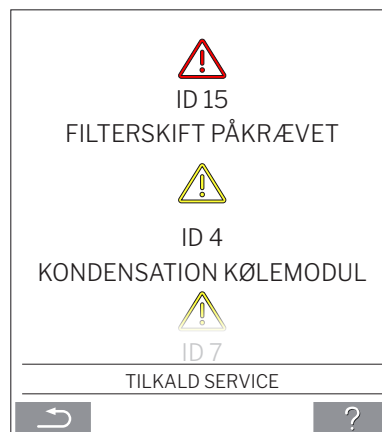 ID 15
FILTERSKIFT PÅKRÆVET
ID 4
KONDENSATION KØLEMODUL
ID 7
TILKALD SERVICE
?